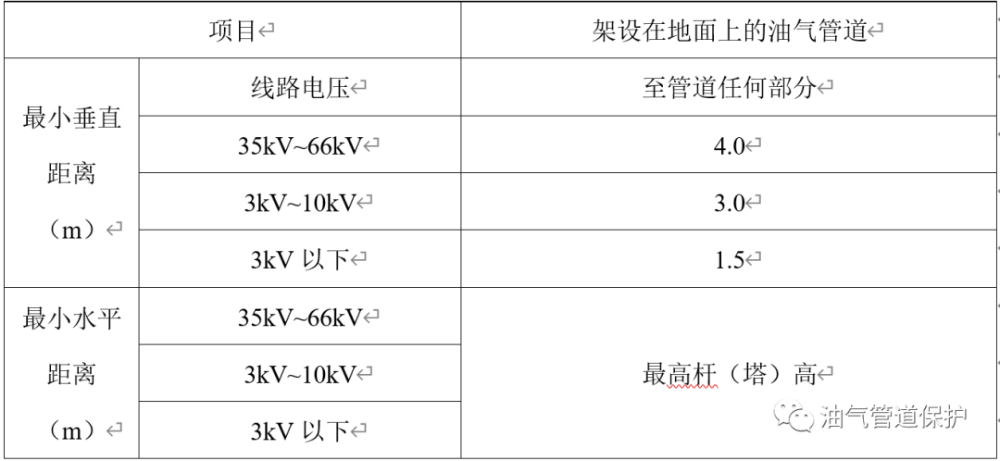 项目 架设在地面上的油气管道
最小垂直
距离
（m）
线路电压 至管道任何部分
35kV~66kV 4.0
3kV~10kV 3.0
3kV 以下 1.5
最小水平
距离
（m）
35kV~66kV
3kV~10kV
3kV 以下
最高杆（塔）高
油气管道保护